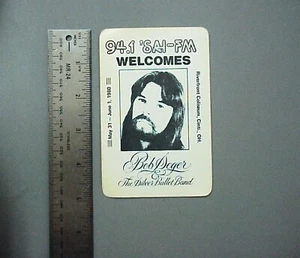 94.1 'SAI-FM
WELCOMES
May 31 - June 1, 1980
Riverfront Coliseum, Cinti., OH.
Bob Seger
&
The Silver Bullet Band